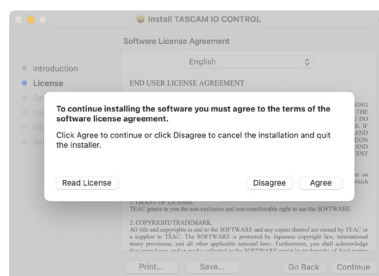 Install TASCAM IO CONTROL
Software License Agreement
English
Introduction
License
END USER LICENSE AGREEMENT
To continue installing the software you must agree to the terms of the
software license agreement.
Click Agree to continue or click Disagree to cancel the installation and quit
the Installer.
Read License
Disagree
Agree
1. GRANT OF LICENSE.
TEAC grants to you the non-exclusive and non-transferrable right to use the SOFTWARE.
2. COPYRIGHT/TRADEMARK.
All title and copyrights in and to the SOFTWARE and any copies thereof are owned by TEAC or
a supplier to TEAC. The SOFTWARE is protected by Japanese copyright law, international
treaty provisions, and all other applicable national laws. Furthermore, you shall acknowledge
Print...
Save...
Go Back
Continue